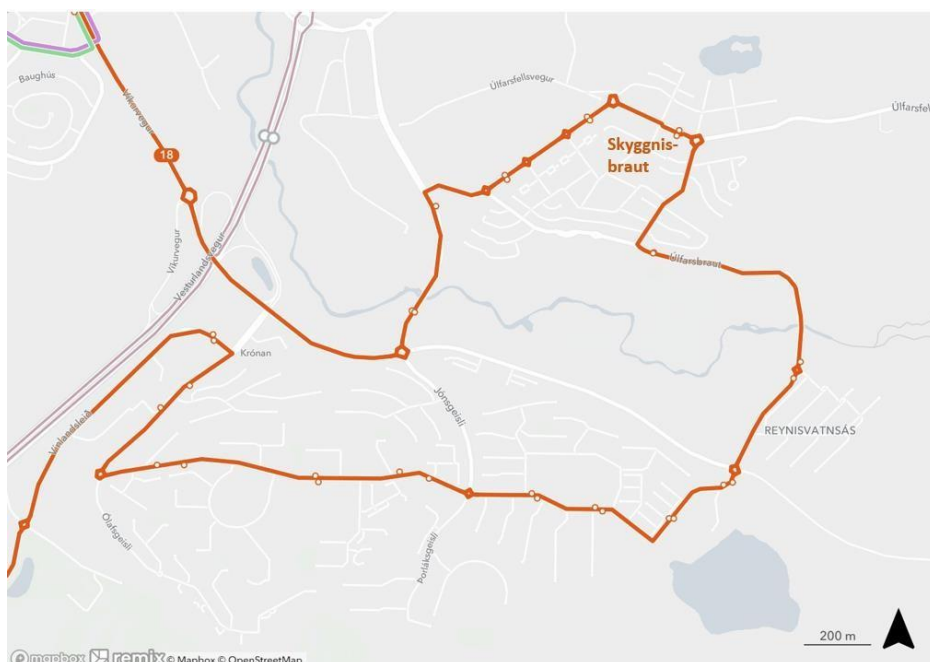 Baughús
Víkurvegur
18
Úlfarsfellsvegur
Úlfarsfell
Skyggnis-
braut
Víkurvegur
Vesturlandsvegur
Úlfarsbraut
Krónan
Jónsgeisli
Vínlandsleið
REYNISVATNSÁS
Ólafsgeisli
Þorláksgeisli
200 m
mapbox remix © Mapbox © OpenStreetMap